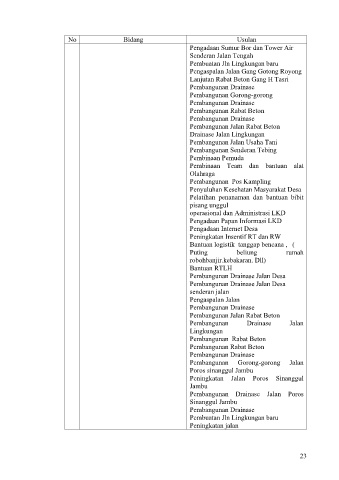 No Bidang Usulan
Pengadaan Sumur Bor dan Tower Air
Senderan Jalan Tengah
Pembuatan Jln Lingkungan baru
Pengaspalan Jalan Gang Gotong Royong
Lanjutan Rabat Beton Gang H Tasri
Pembangunan Drainase
Pembangunan Gorong-gorong
Pembangunan Drainase
Pembangunan Rabat Beton
Pembangunan Drainase
Pembangunan Jalan Rabat Beton
Drainase Jalan Lingkungan
Pembangunan Jalan Usaha Tani
Pembangunan Senderan Tebing
Pembinaan Pemuda
Pembinaan Team dan bantuan alat
Olahraga
Pembangunan Pos Kampling
Penyuluhan Kesehatan Masyarakat Desa
Pelatihan penanaman dan bantuan bibit
pisang unggul
operasional dan Administrasi LKD
Pengadaan Papan Informasi LKD
Pengadaan Internet Desa
Peningkatan Insentif RT dan RW
Bantuan logistik tanggap bencana , (
Puting beliung rumah
robohbanjir,kebakaran, Dll)
Bantuan RTLH
Pembangunan Drainase Jalan Desa
Pembangunan Drainase Jalan Desa
senderan jalan
Pengaspalan Jalan
Pembangunan Drainase
Pembangunan Jalan Rabat Beton
Pembangunan Drainase Jalan
Lingkungan
Pembangunan Rabat Beton
Pembangunan Rabat Beton
Pembangunan Drainase
Pembangunan Gorong-gorong Jalan
Poros sinanggul Jambu
Peningkatan Jalan Poros Sinanggul
Jambu
Pembangunan Drainase Jalan Poros
Sinanggul Jambu
Pembangunan Drainase
Pembuatan Jln Lingkungan baru
Peningkatan jalan
23